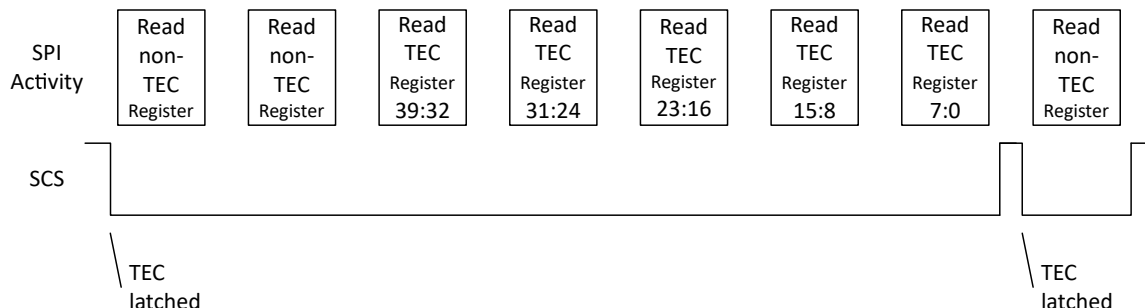 SPI
Activity
Read
non-
TEC
Register
Read
non-
TEC
Register
Read
TEC
Register
39:32
Read
TEC
Register
31:24
Read
TEC
Register
23:16
Read
TEC
Register
15:8
Read
TEC
Register
7:0
Read
non-
TEC
Register
SCS
TEC
latched
TEC
latched